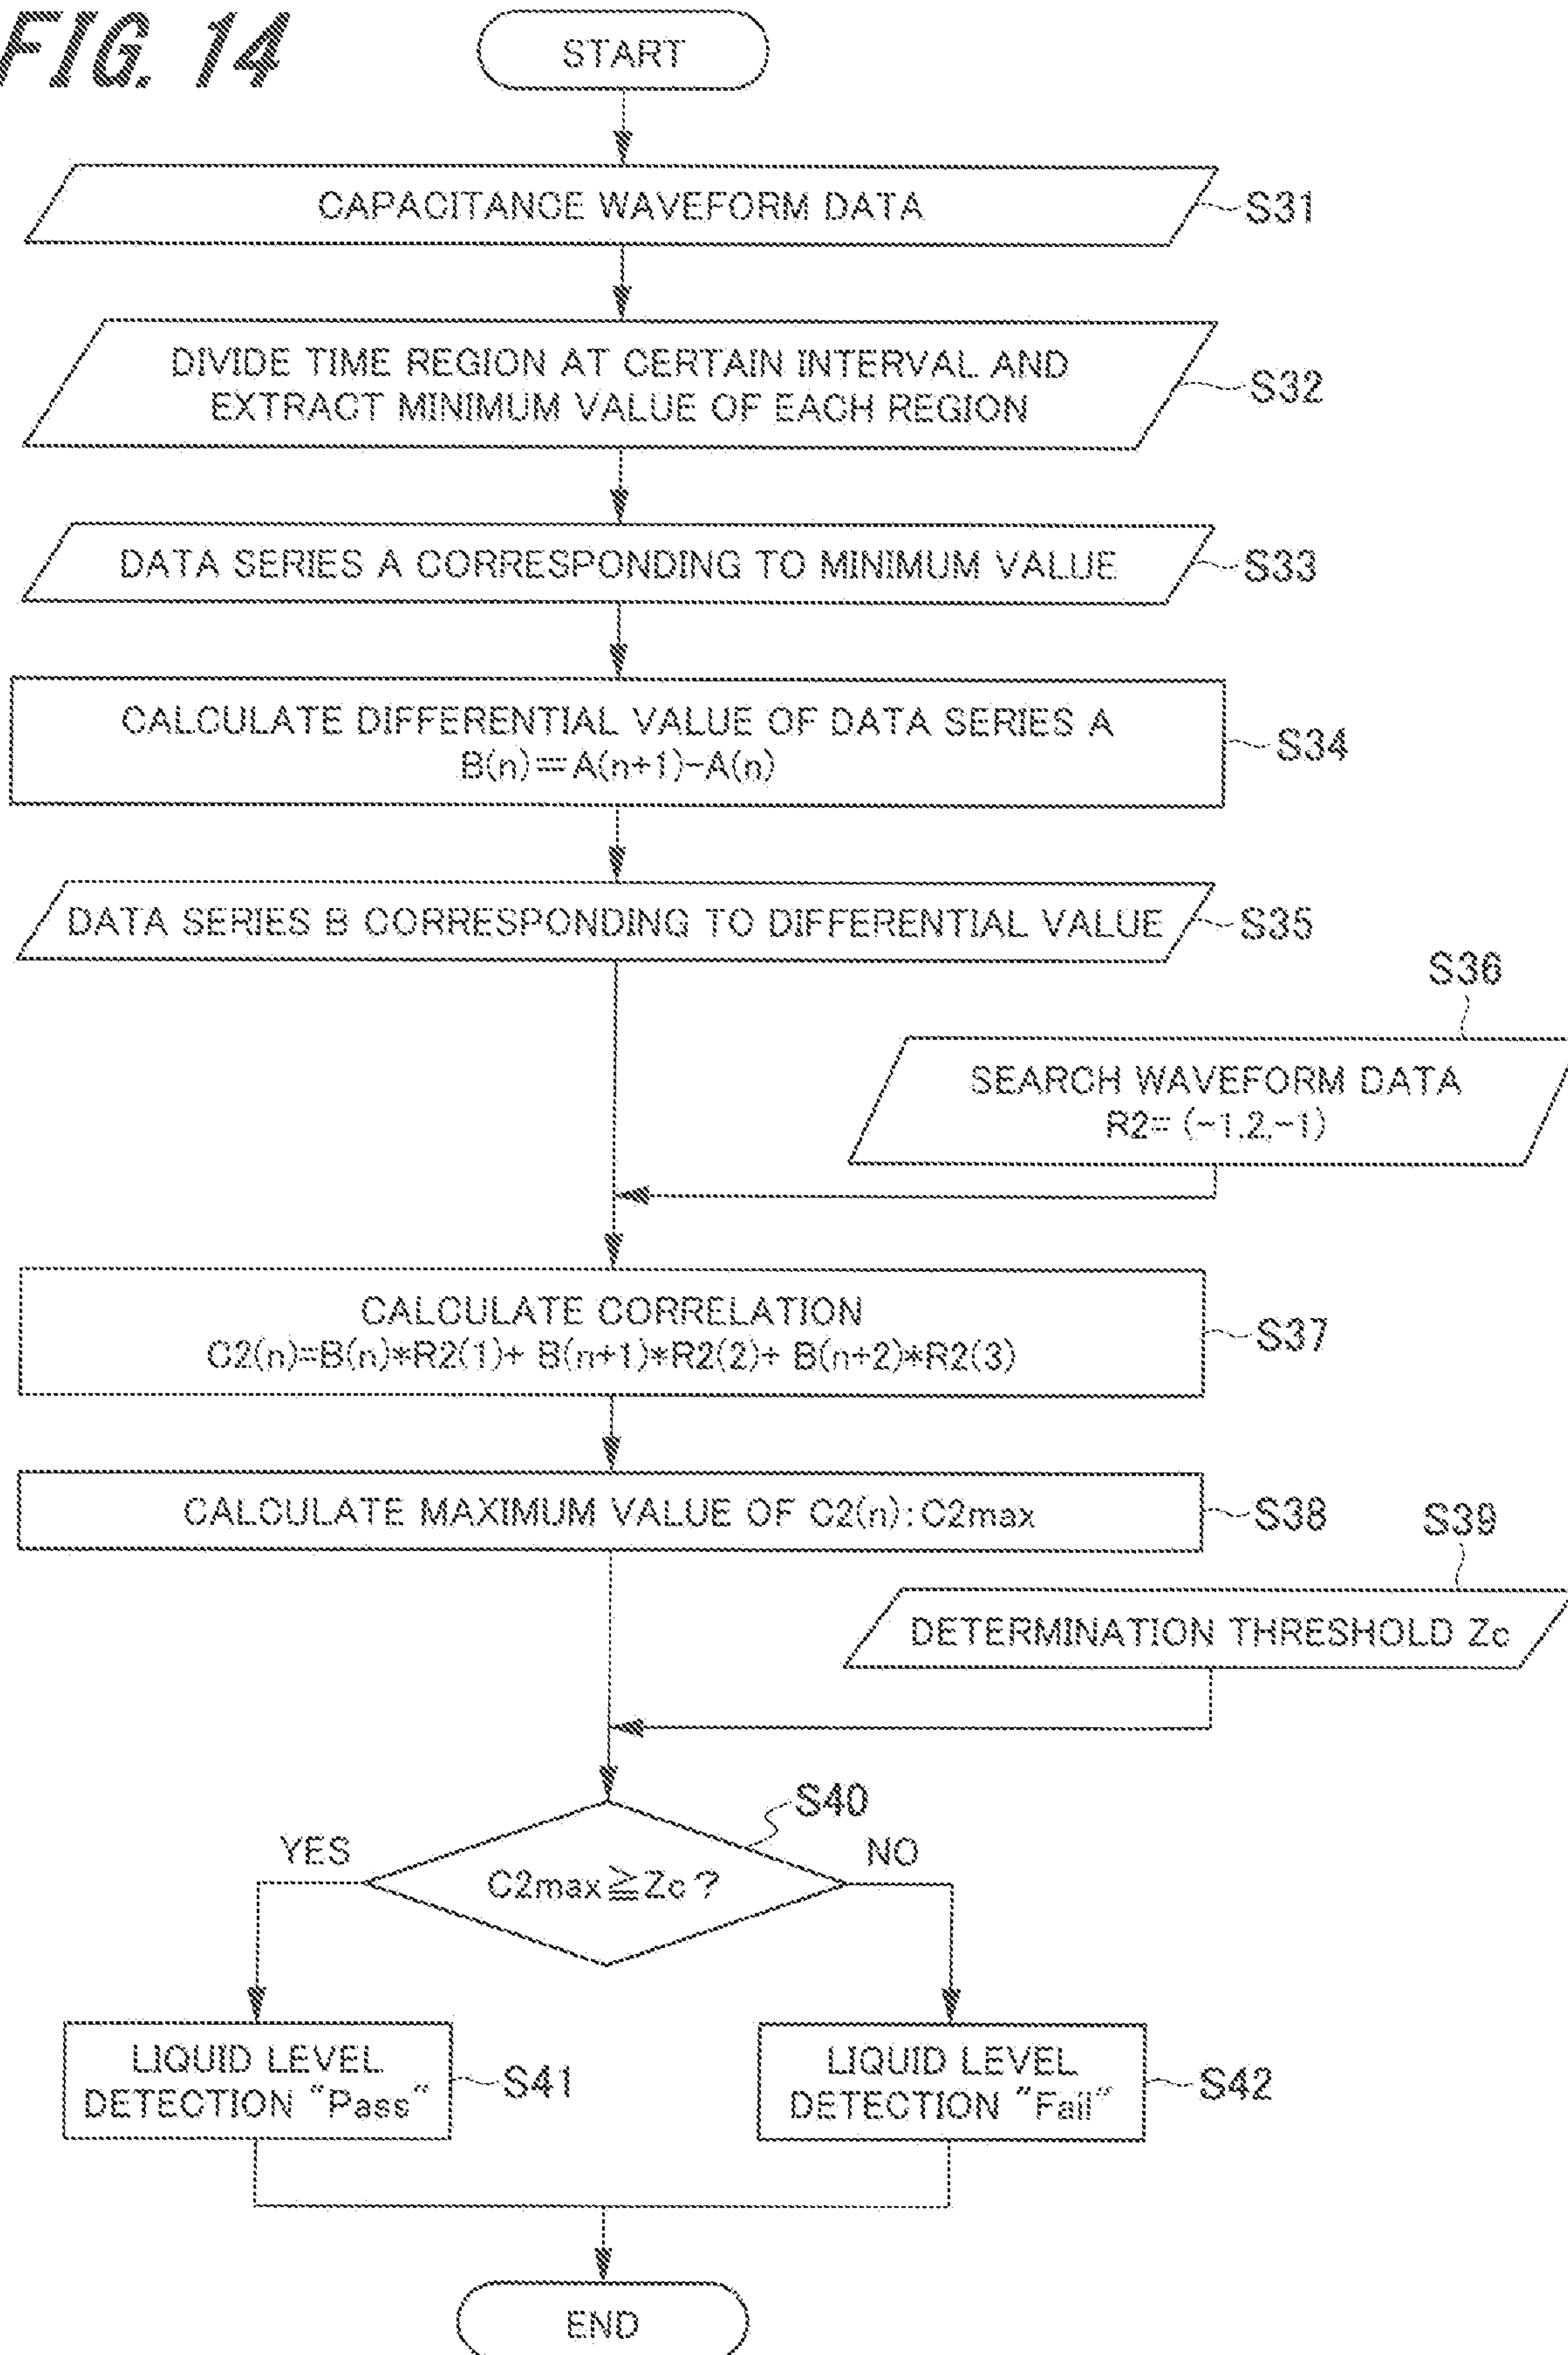 FIG. 14
START
CAPACITANCE WAVEFORM DATA
S31
DIVIDE TIME REGION AT CERTAIN INTERVAL AND
EXTRACT MINIMUM VALUE OF EACH REGION
S32
DATA SERIES A CORRESPONDING TO MINIMUM VALUE
S33
CALCULATE DIFFERENTIAL VALUE OF DATA SERIES A
B(n)=A(n+1)-A(n)
S34
DATA SERIES B CORRESPONDING TO DIFFERENTIAL VALUE
S35
S36
SEARCH WAVEFORM DATA
R2= (-1,2,-1)
CALCULATE CORRELATION
C2(n)=B(n)*R2(1)+ B(n+1)*R2(2)+ B(n+2)*R2(3)
S37
CALCULATE MAXIMUM VALUE OF C2(n):C2max
S38
S39
DETERMINATION THRESHOLD Zc
S40
YES
NO
C2max≧Zc?
LIQUID LEVEL
DETECTION "Pass"
S41
LIQUID LEVEL
DETECTION "Fail"
S42
END